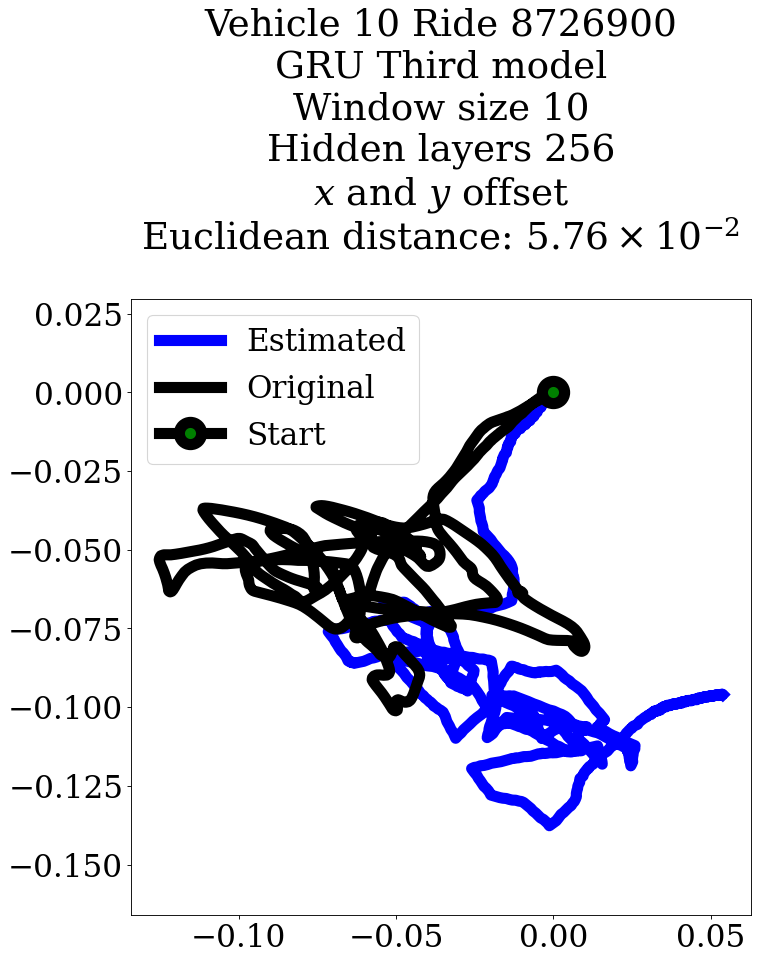 Vehicle 10 Ride 8726900
GRU Third model
Window size 10
Hidden layers 256
x and y offset
Euclidean distance: 5.76 × 10⁻²
Estimated
Original
Start
0.025
0.000
−0.025
−0.050
−0.075
−0.100
−0.125
−0.150
−0.10 −0.05 0.00 0.05